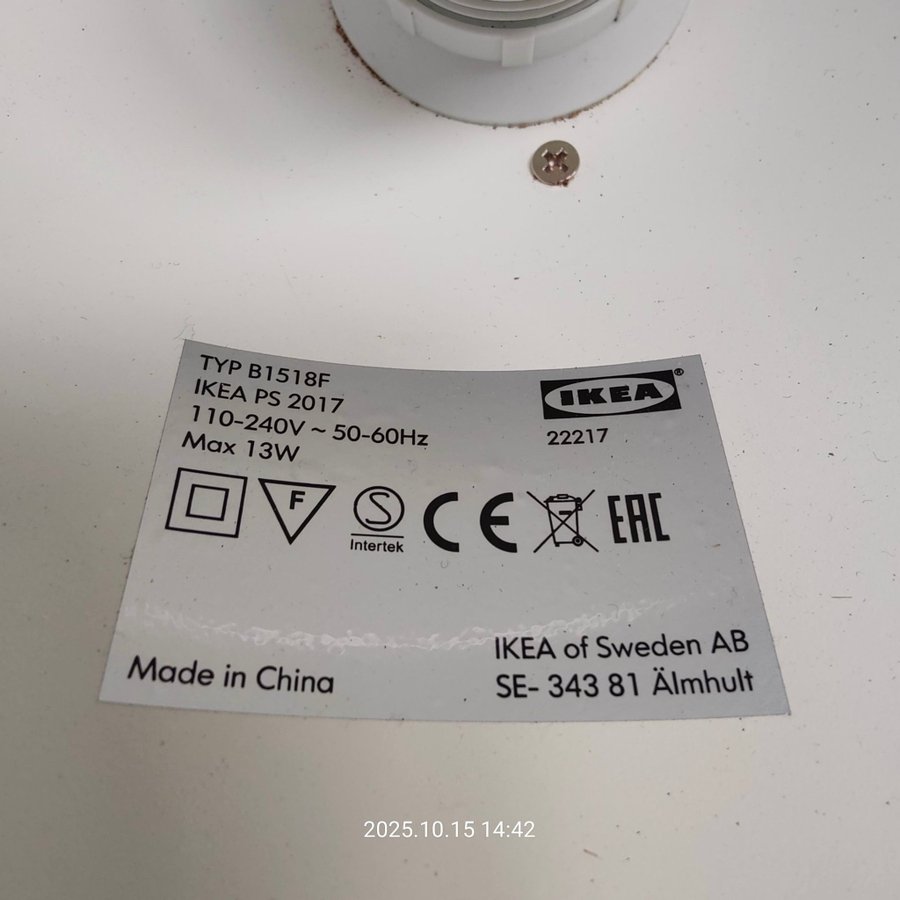 TYP B1518F
IKEA PS 2017
110-240V ~ 50-60Hz
Max 13W
IKEA®
22217
F
S
Intertek
CE
EAC
Made in China
IKEA of Sweden AB
SE- 343 81 Älmhult
2025.10.15 14:42